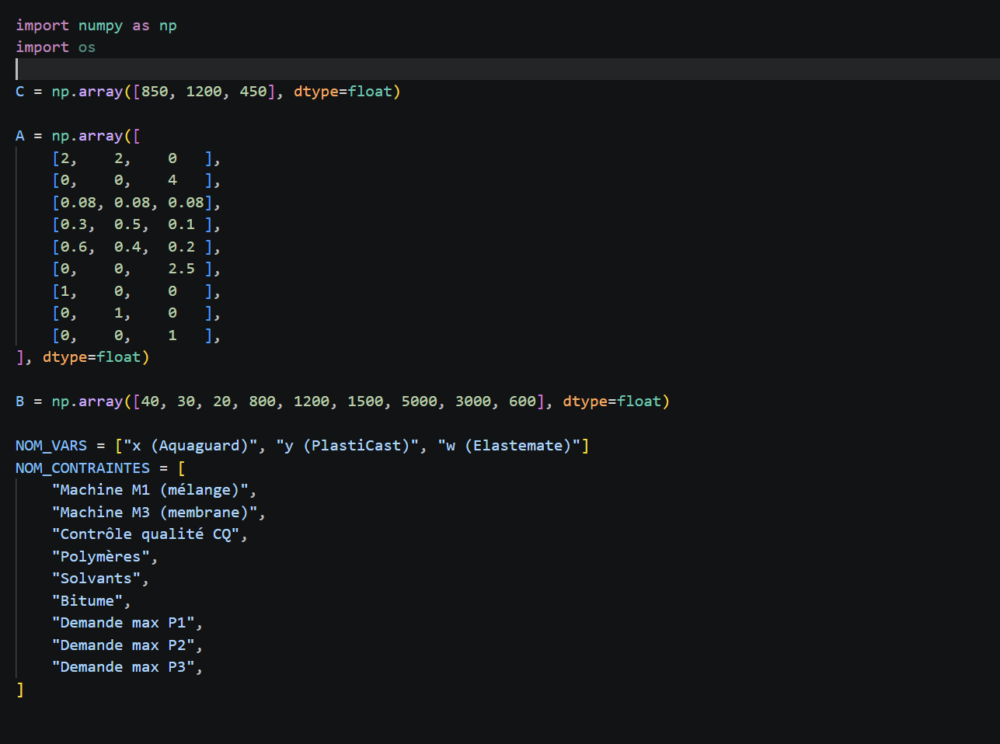 import numpy as np
import os
C = np.array([850, 1200, 450], dtype=float)
A = np.array([
    [2,    2,    0   ],
    [0,    0,    4   ],
    [0.08, 0.08, 0.08],
    [0.3,  0.5,  0.1 ],
    [0.6,  0.4,  0.2 ],
    [0,    0,    2.5 ],
    [1,    0,    0   ],
    [0,    1,    0   ],
    [0,    0,    1   ],
], dtype=float)
B = np.array([40, 30, 20, 800, 1200, 1500, 5000, 3000, 600], dtype=float)
NOM_VARS = ["x (Aquaguard)", "y (PlastiCast)", "w (Elastemate)"]
NOM_CONTRAINTES = [
    "Machine M1 (mélange)",
    "Machine M3 (membrane)",
    "Contrôle qualité CQ",
    "Polymères",
    "Solvants",
    "Bitume",
    "Demande max P1",
    "Demande max P2",
    "Demande max P3",
]